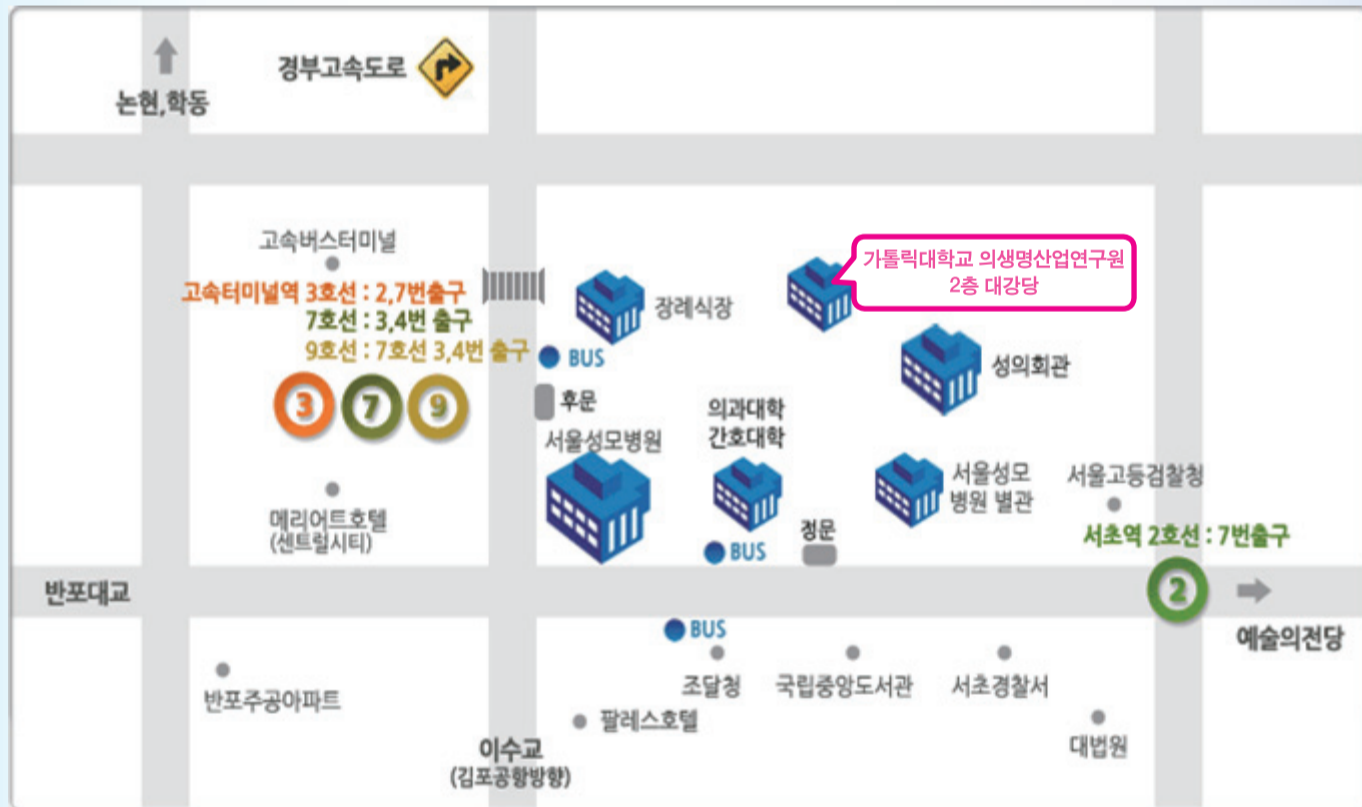 논현,학동
경부고속도로
고속버스터미널
고속터미널역 3호선 : 2,7번출구
7호선 : 3,4번 출구
9호선 : 7호선 3,4번 출구
3
7
9
메리어트호텔
(센트럴시티)
장례식장
BUS
후문
서울성모병원
가톨릭대학교 의생명산업연구원
2층 대강당
성의회관
의과대학
간호대학
서울성모
병원 별관
정문
BUS
서울고등검찰청
서초역 2호선 : 7번출구
2
반포대교
예술의전당
BUS
조달청
국립중앙도서관
서초경찰서
반포주공아파트
팔레스호텔
대법원
이수교
(김포공항방향)